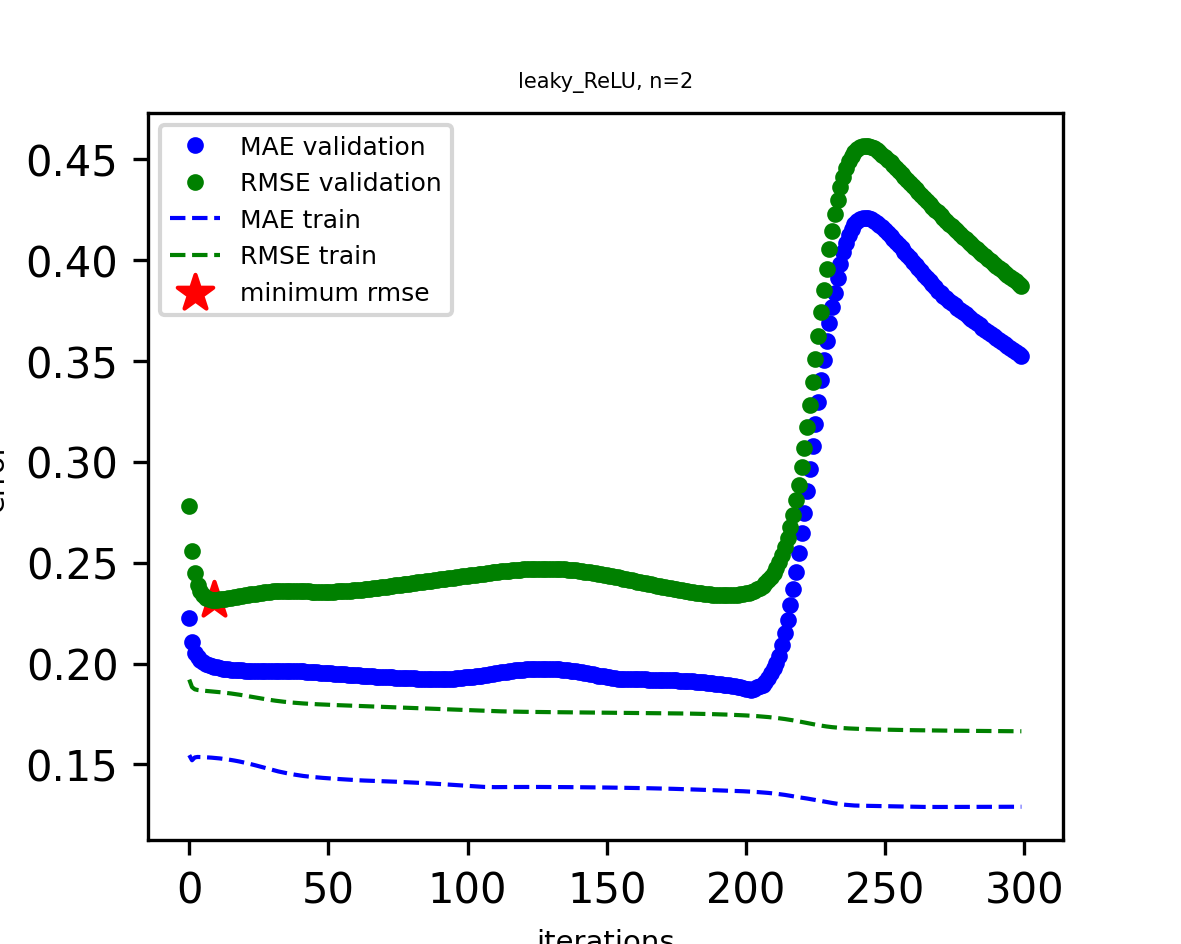 leaky_ReLU, n=2
MAE validation
RMSE validation
MAE train
RMSE train
minimum rmse
0.45
0.40
0.35
0.30
0.25
0.20
0.15
0 50 100 150 200 250 300
iterations